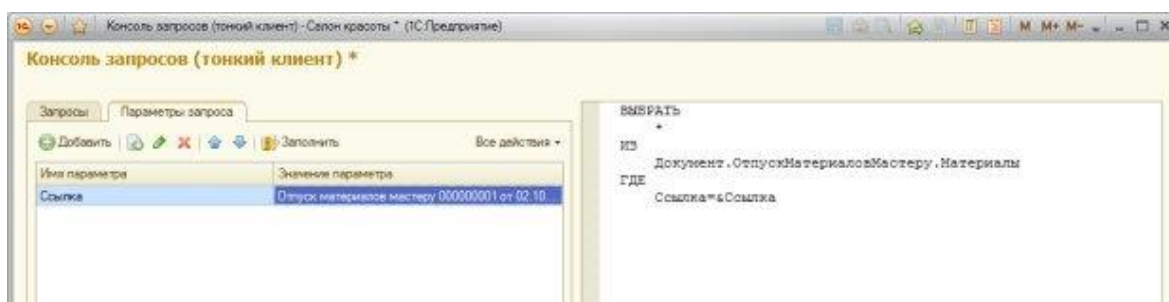 Консоль запросов (тонкий клиент) - Салон красоты * (1С:Предприятие)
M M+ M-
Консоль запросов (тонкий клиент) *
Запросы Параметры запроса
Добавить Заполнить Все действия
Имя параметра Значение параметра
Ссылка Отпуск материалов мастеру 000000001 от 02.10...
ВЫБРАТЬ
*
ИЗ
Документ.ОтпускМатериаловМастеру.Материалы
ГДЕ
Ссылка=&Ссылка